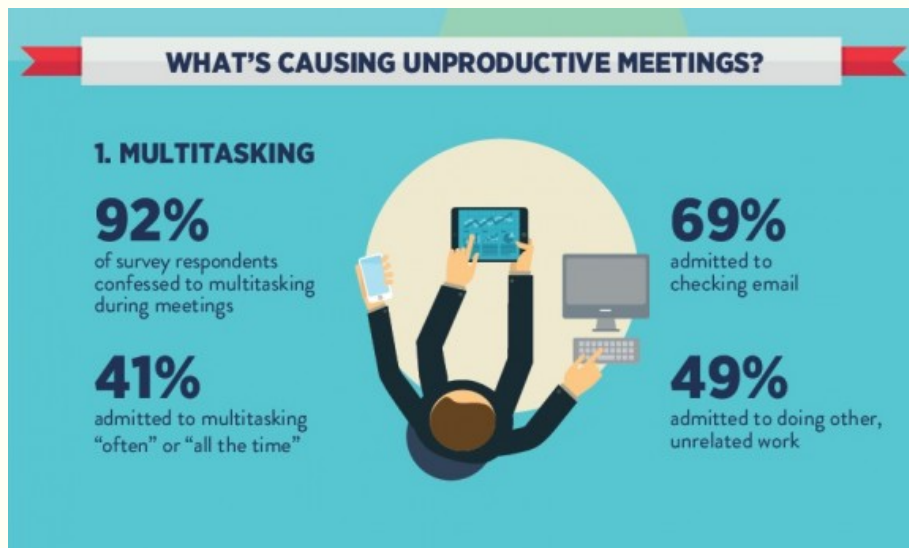 WHAT'S CAUSING UNPRODUCTIVE MEETINGS?
1. MULTITASKING
92%
of survey respondents
confessed to multitasking
during meetings
41%
admitted to multitasking
“often” or “all the time”
69%
admitted to
checking email
49%
admitted to doing other,
unrelated work